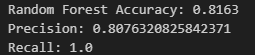 Random Forest Accuracy: 0.8163
Precision: 0.8076320825842371
Recall: 1.0